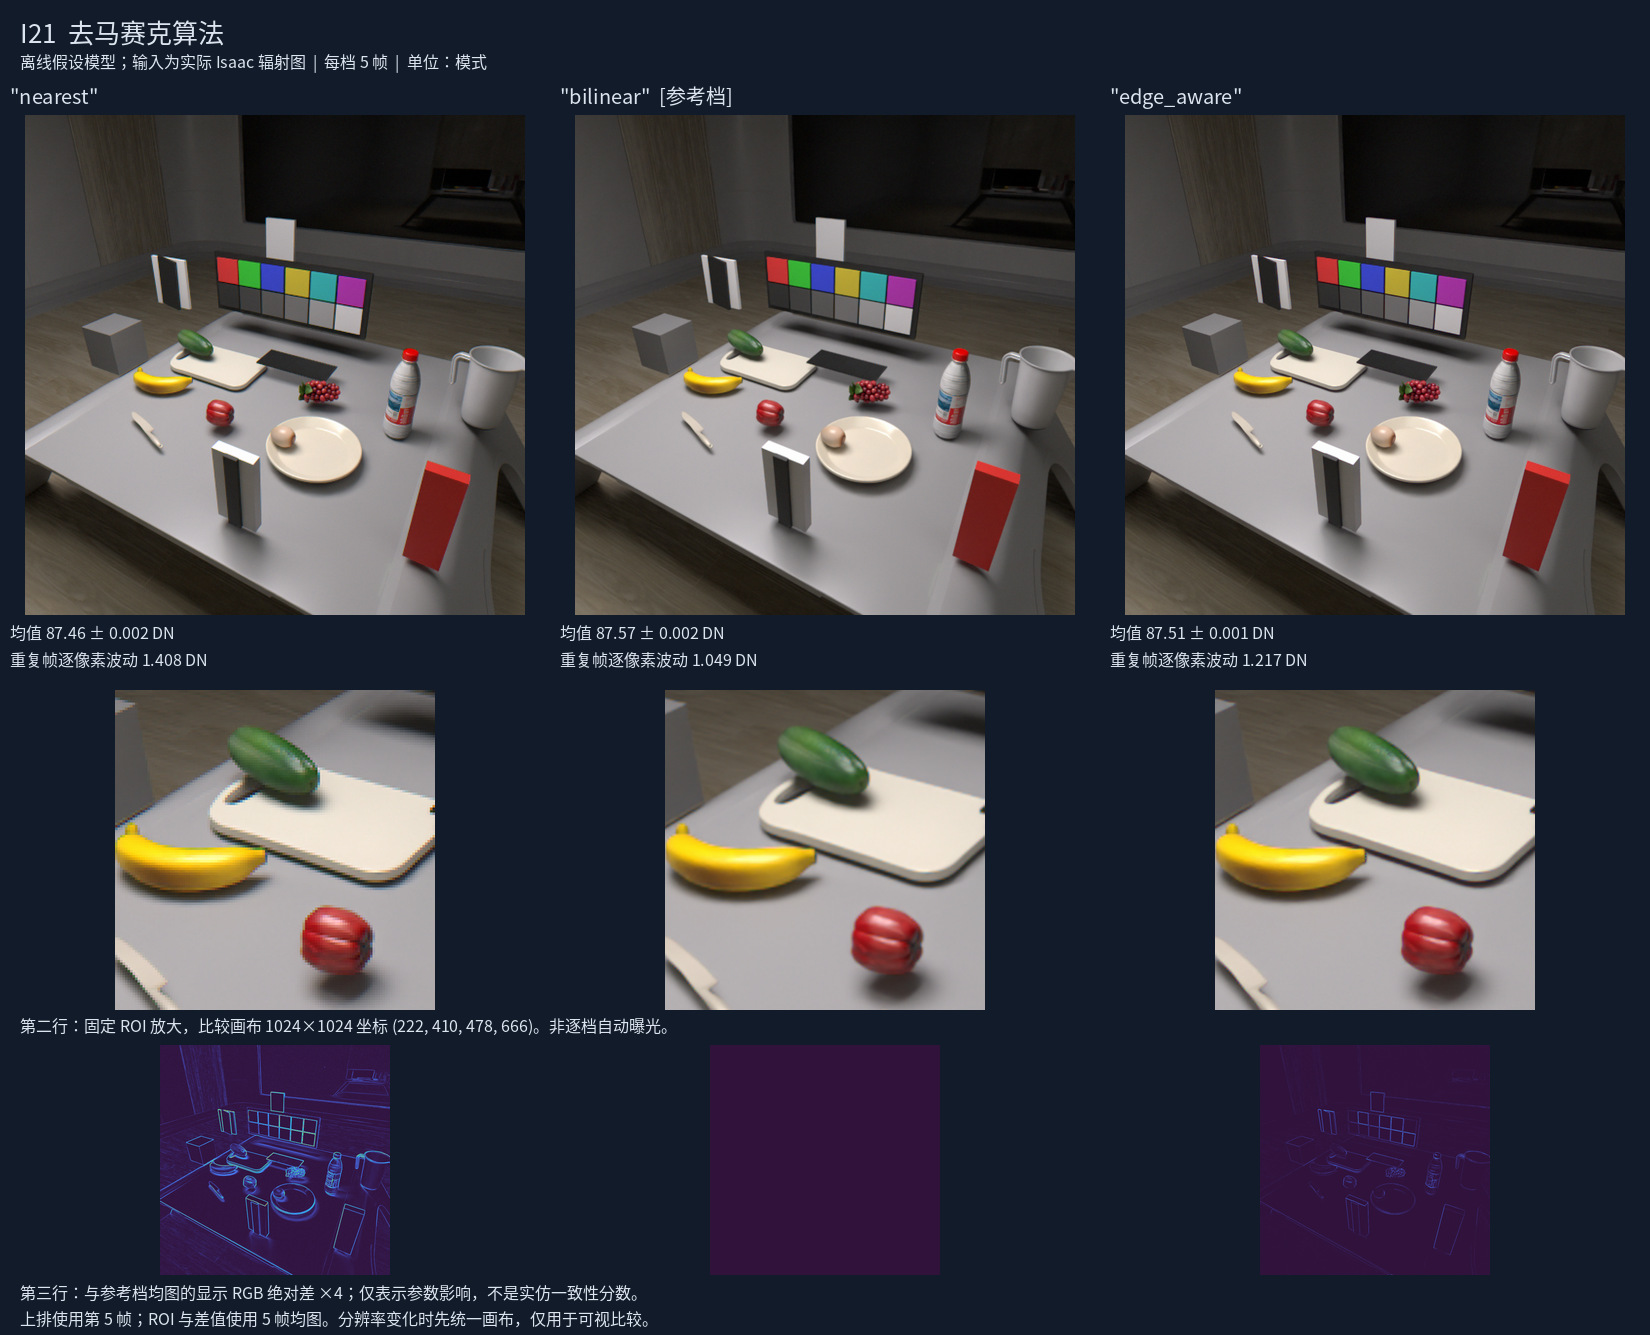 I21 去马赛克算法
离线假设模型；输入为实际 Isaac 辐射图 | 每档 5 帧 | 单位：模式
"nearest"
"bilinear" [参考档]
"edge_aware"
均值 87.46 ± 0.002 DN
重复帧逐像素波动 1.408 DN
均值 87.57 ± 0.002 DN
重复帧逐像素波动 1.049 DN
均值 87.51 ± 0.001 DN
重复帧逐像素波动 1.217 DN
第二行：固定 ROI 放大，比较画布 1024×1024 坐标 (222, 410, 478, 666)。非逐档自动曝光。
第三行：与参考档均图的显示 RGB 绝对差 ×4；仅表示参数影响，不是实仿一致性分数。
上排使用第 5 帧；ROI 与差值使用 5 帧均图。分辨率变化时先统一画布，仅用于可视比较。